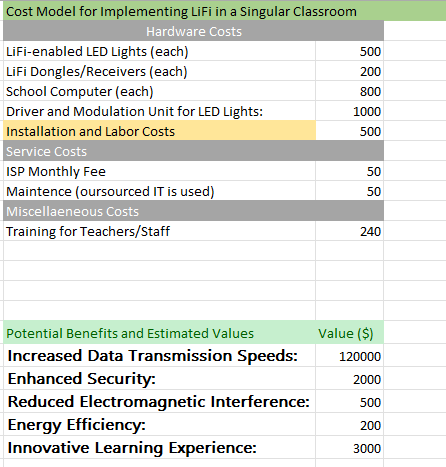 Cost Model for Implementing LiFi in a Singular Classroom
Hardware Costs
LiFi-enabled LED Lights (each) 500
LiFi Dongles/Receivers (each) 200
School Computer (each) 800
Driver and Modulation Unit for LED Lights: 1000
Installation and Labor Costs 500
Service Costs
ISP Monthly Fee 50
Maintence (oursourced IT is used) 50
Miscellaeneous Costs
Training for Teachers/Staff 240
Potential Benefits and Estimated Values Value ($)
Increased Data Transmission Speeds: 120000
Enhanced Security: 2000
Reduced Electromagnetic Interference: 500
Energy Efficiency: 200
Innovative Learning Experience: 3000